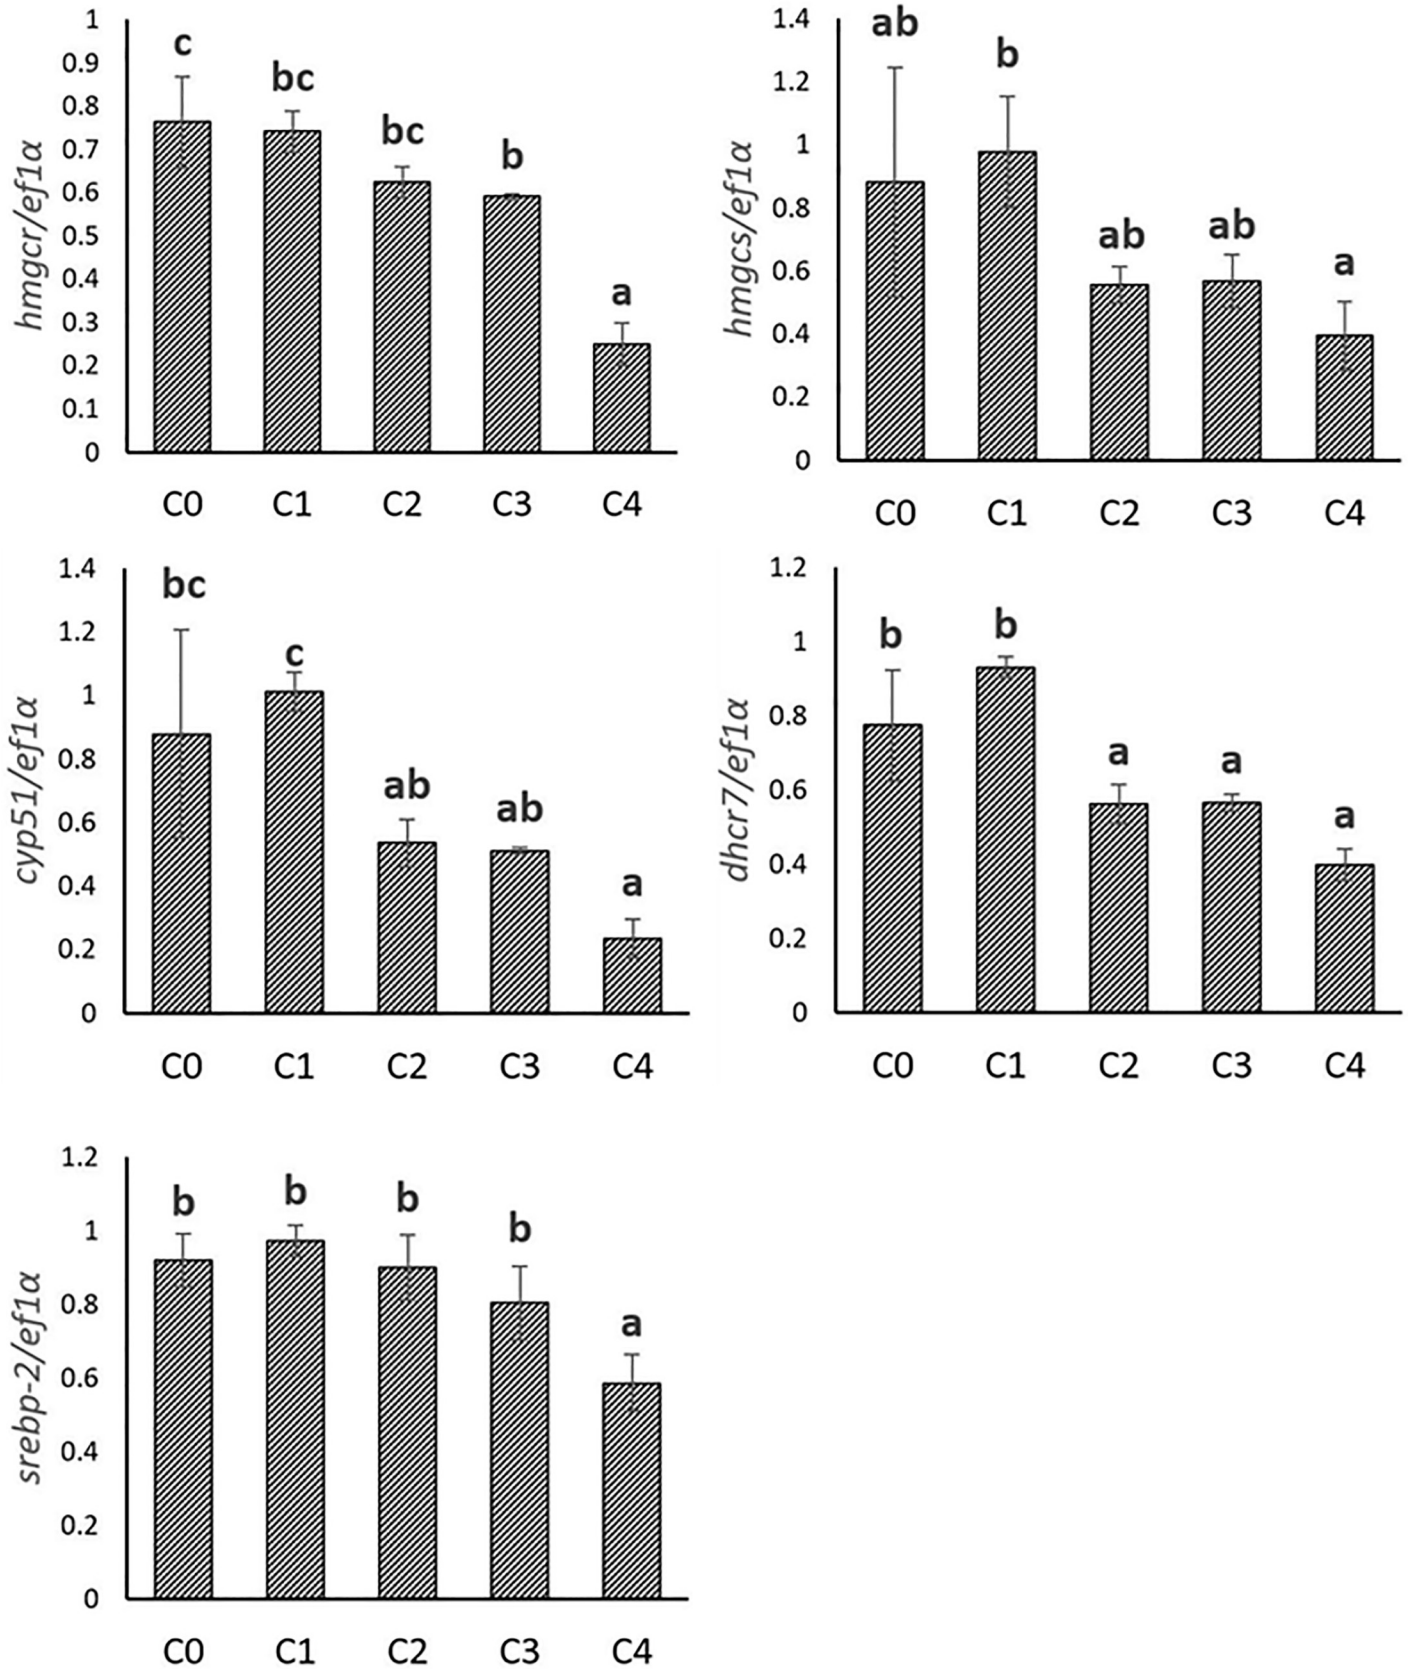 hmgcr/ef1α
1
0.9
0.8
0.7
0.6
0.5
0.4
0.3
0.2
0.1
0
c
bc
bc
b
a
C0 C1 C2 C3 C4
hmgcs/ef1α
1.4
1.2
1
0.8
0.6
0.4
0.2
0
ab
b
ab
ab
a
C0 C1 C2 C3 C4
cyp51/ef1α
1.4
1.2
1
0.8
0.6
0.4
0.2
0
bc
c
ab
ab
a
C0 C1 C2 C3 C4
dhcr7/ef1α
1.2
1
0.8
0.6
0.4
0.2
0
b
b
a
a
a
C0 C1 C2 C3 C4
srebp-2/ef1α
1.2
1
0.8
0.6
0.4
0.2
0
b
b
b
b
a
C0 C1 C2 C3 C4